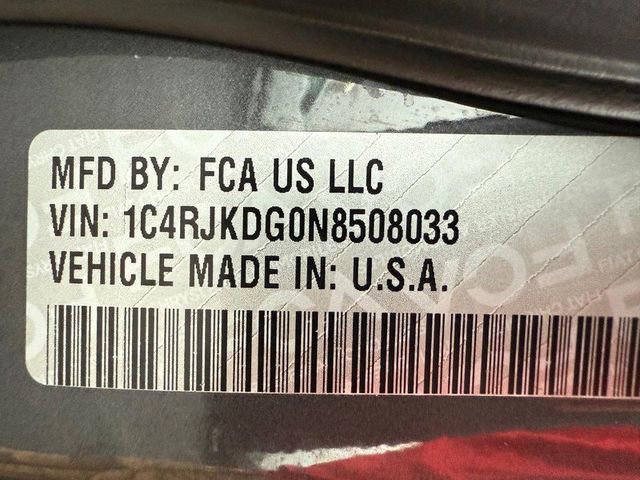 MFD BY: FCA US LLC
VIN: 1C4RJKDG0N8508033
VEHICLE MADE IN: U.S.A.